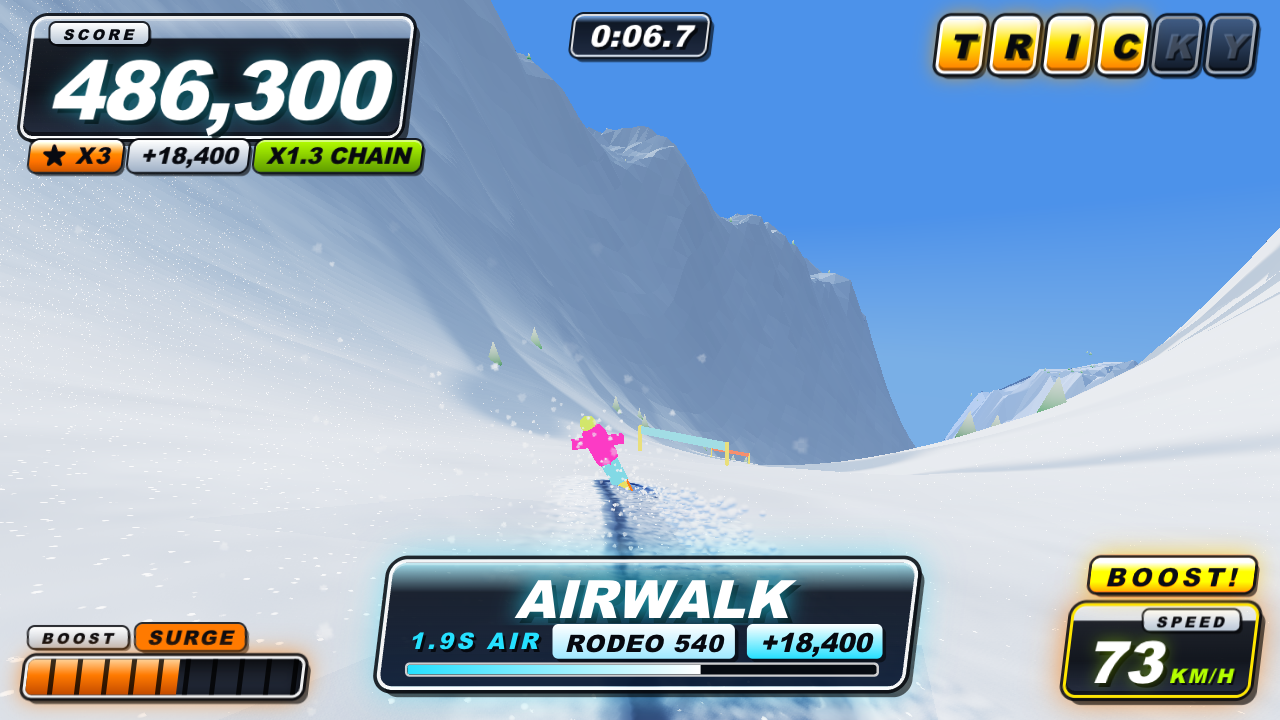 SCORE
486,300
★ X3 +18,400 X1.3 CHAIN
0:06.7
TRICKY
AIRWALK
1.9S AIR RODEO 540 +18,400
BOOST SURGE
BOOST!
SPEED
73 KM/H